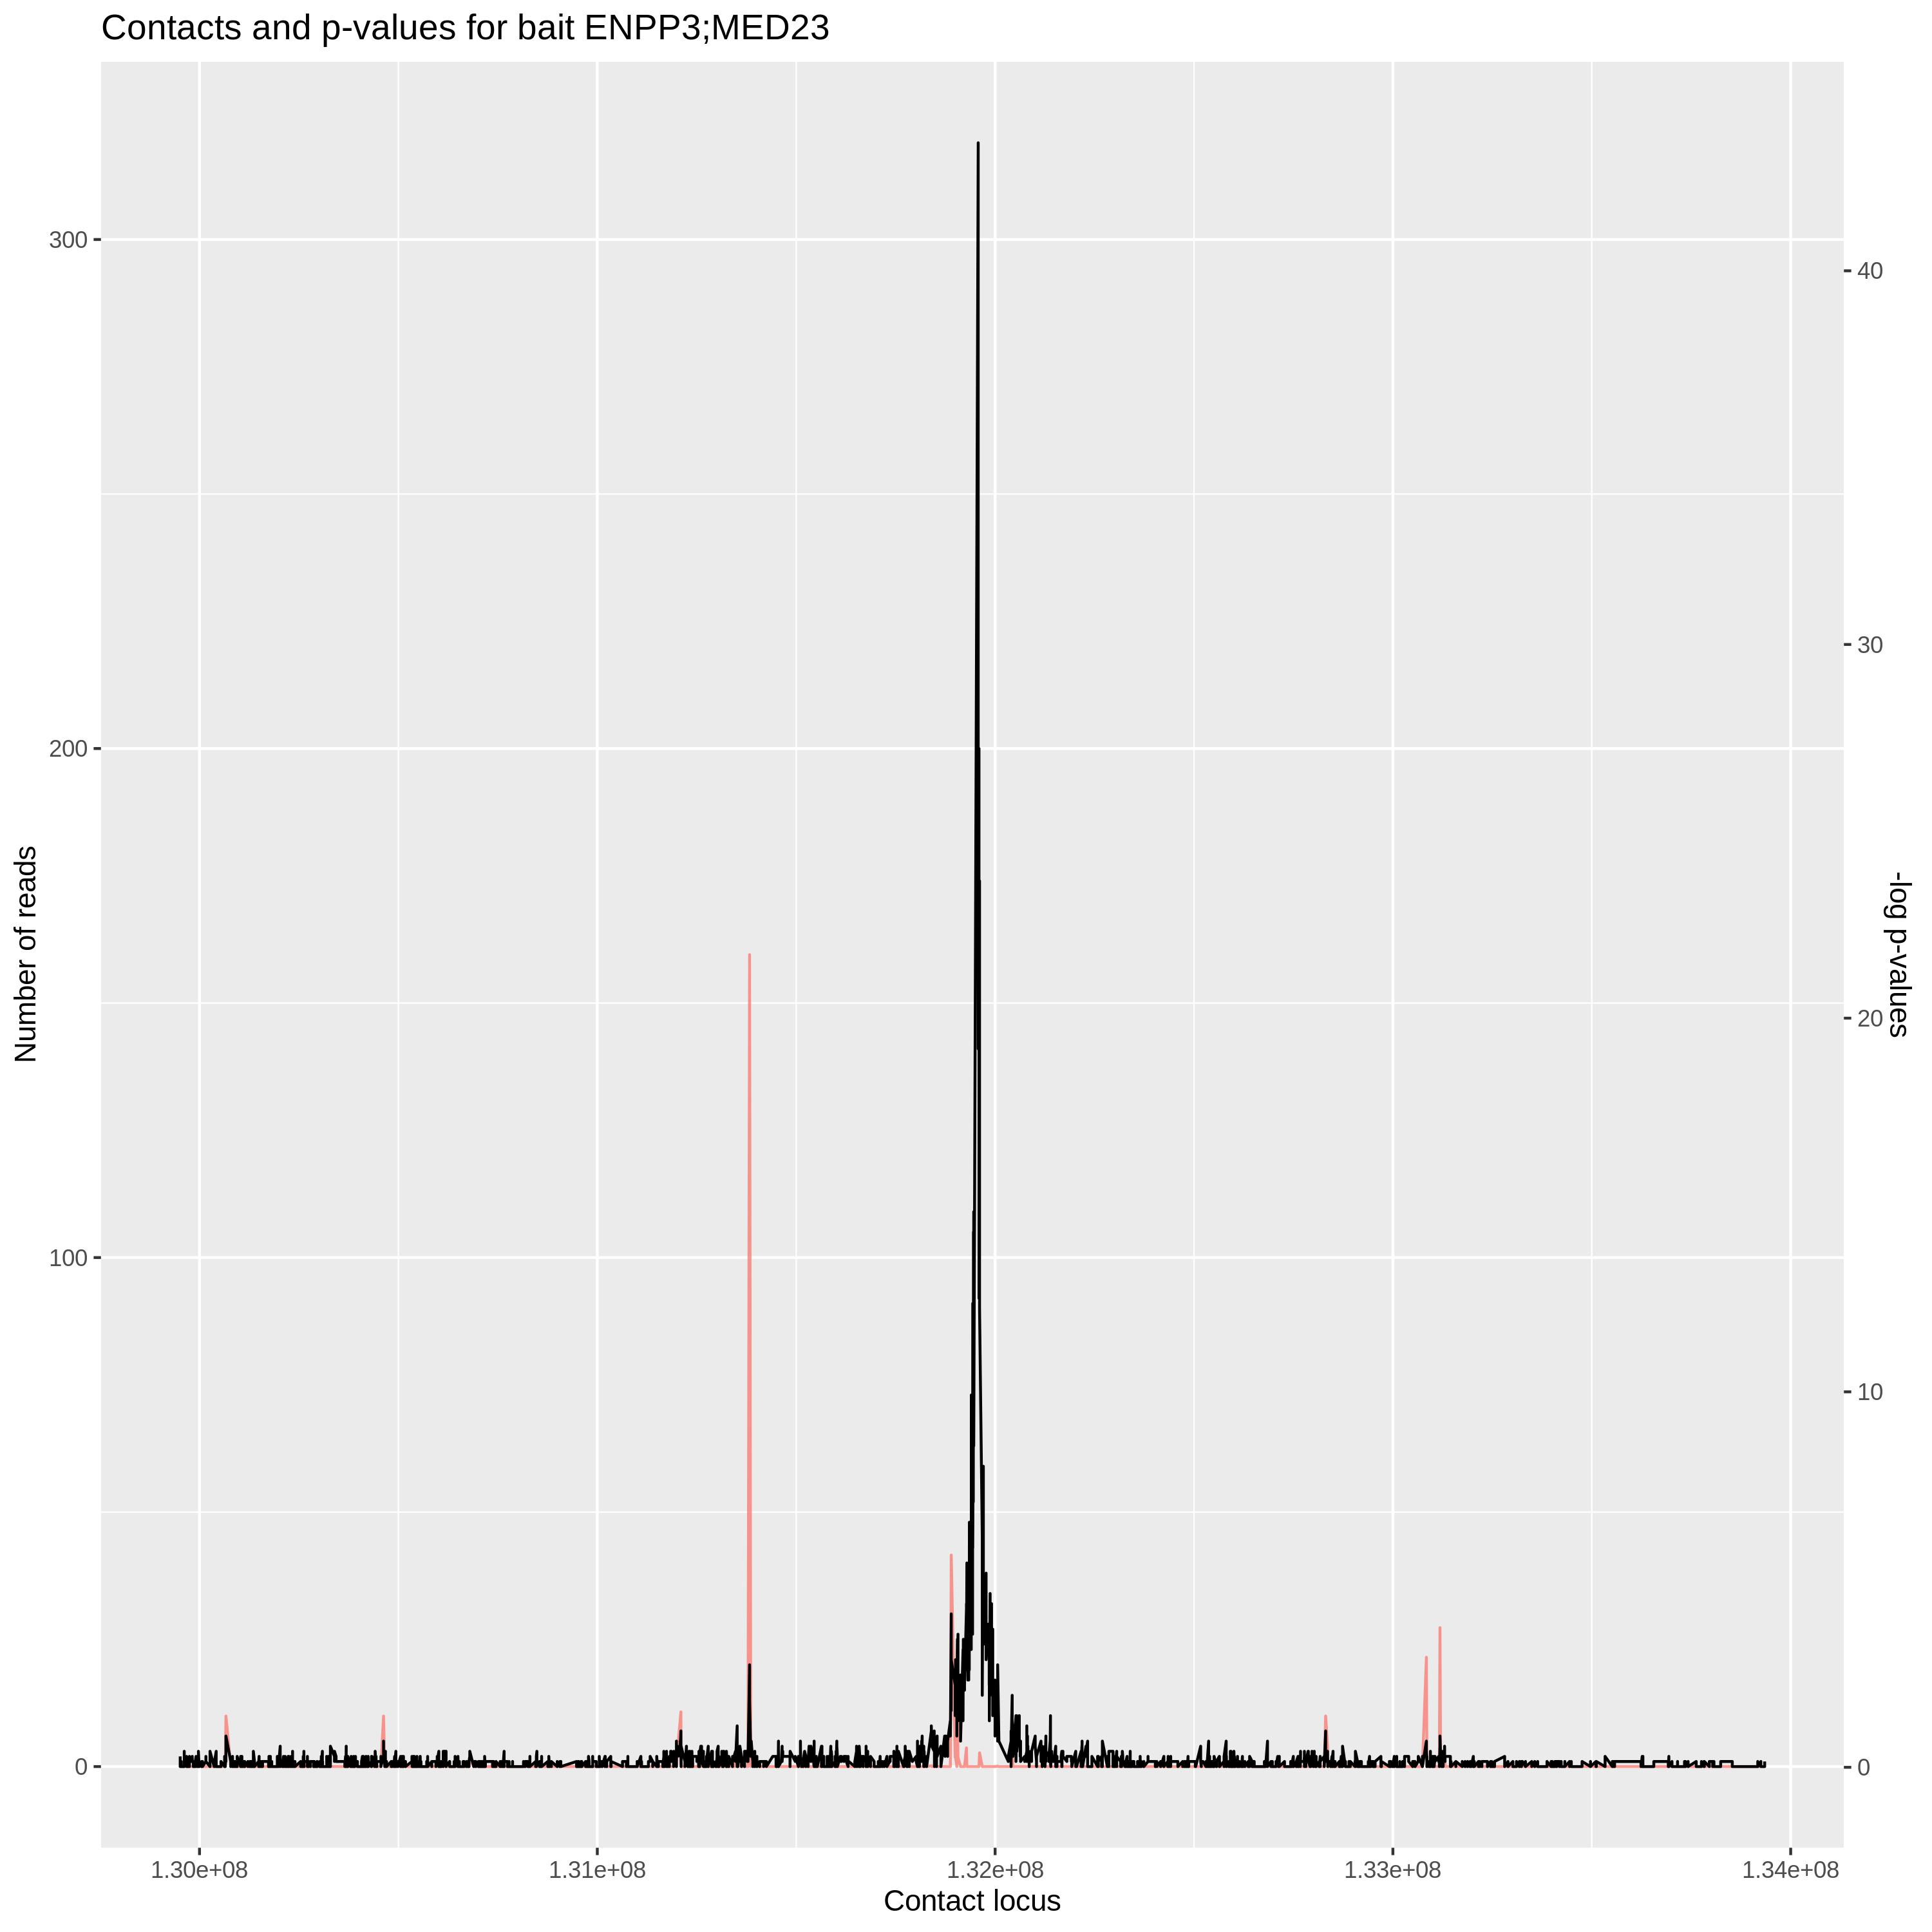 Contacts and p-values for bait ENPP3;MED23
300
200
100
0
Number of reads
40
30
20
10
0
-log p-values
1.30e+08 1.31e+08 1.32e+08 1.33e+08 1.34e+08
Contact locus